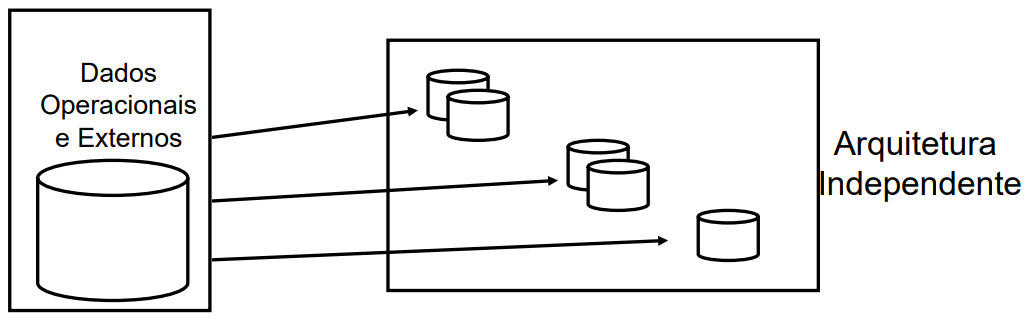 Dados
Operacionais
e Externos
Arquitetura
Independente